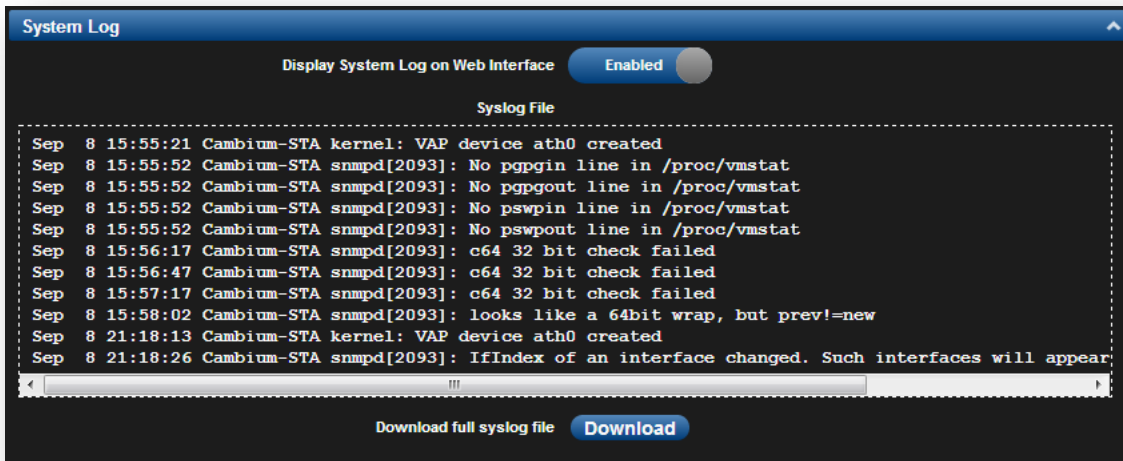 System Log
Display System Log on Web Interface Enabled
Syslog File
Sep  8 15:55:21 Cambium-STA kernel: VAP device ath0 created
Sep  8 15:55:52 Cambium-STA snmpd[2093]: No pgpgin line in /proc/vmstat
Sep  8 15:55:52 Cambium-STA snmpd[2093]: No pgpgout line in /proc/vmstat
Sep  8 15:55:52 Cambium-STA snmpd[2093]: No pswpin line in /proc/vmstat
Sep  8 15:55:52 Cambium-STA snmpd[2093]: No pswpout line in /proc/vmstat
Sep  8 15:56:17 Cambium-STA snmpd[2093]: c64 32 bit check failed
Sep  8 15:56:47 Cambium-STA snmpd[2093]: c64 32 bit check failed
Sep  8 15:57:17 Cambium-STA snmpd[2093]: c64 32 bit check failed
Sep  8 15:58:02 Cambium-STA snmpd[2093]: looks like a 64bit wrap, but prev!=new
Sep  8 21:18:13 Cambium-STA kernel: VAP device ath0 created
Sep  8 21:18:26 Cambium-STA snmpd[2093]: IfIndex of an interface changed. Such interfaces will appear
Download full syslog file Download